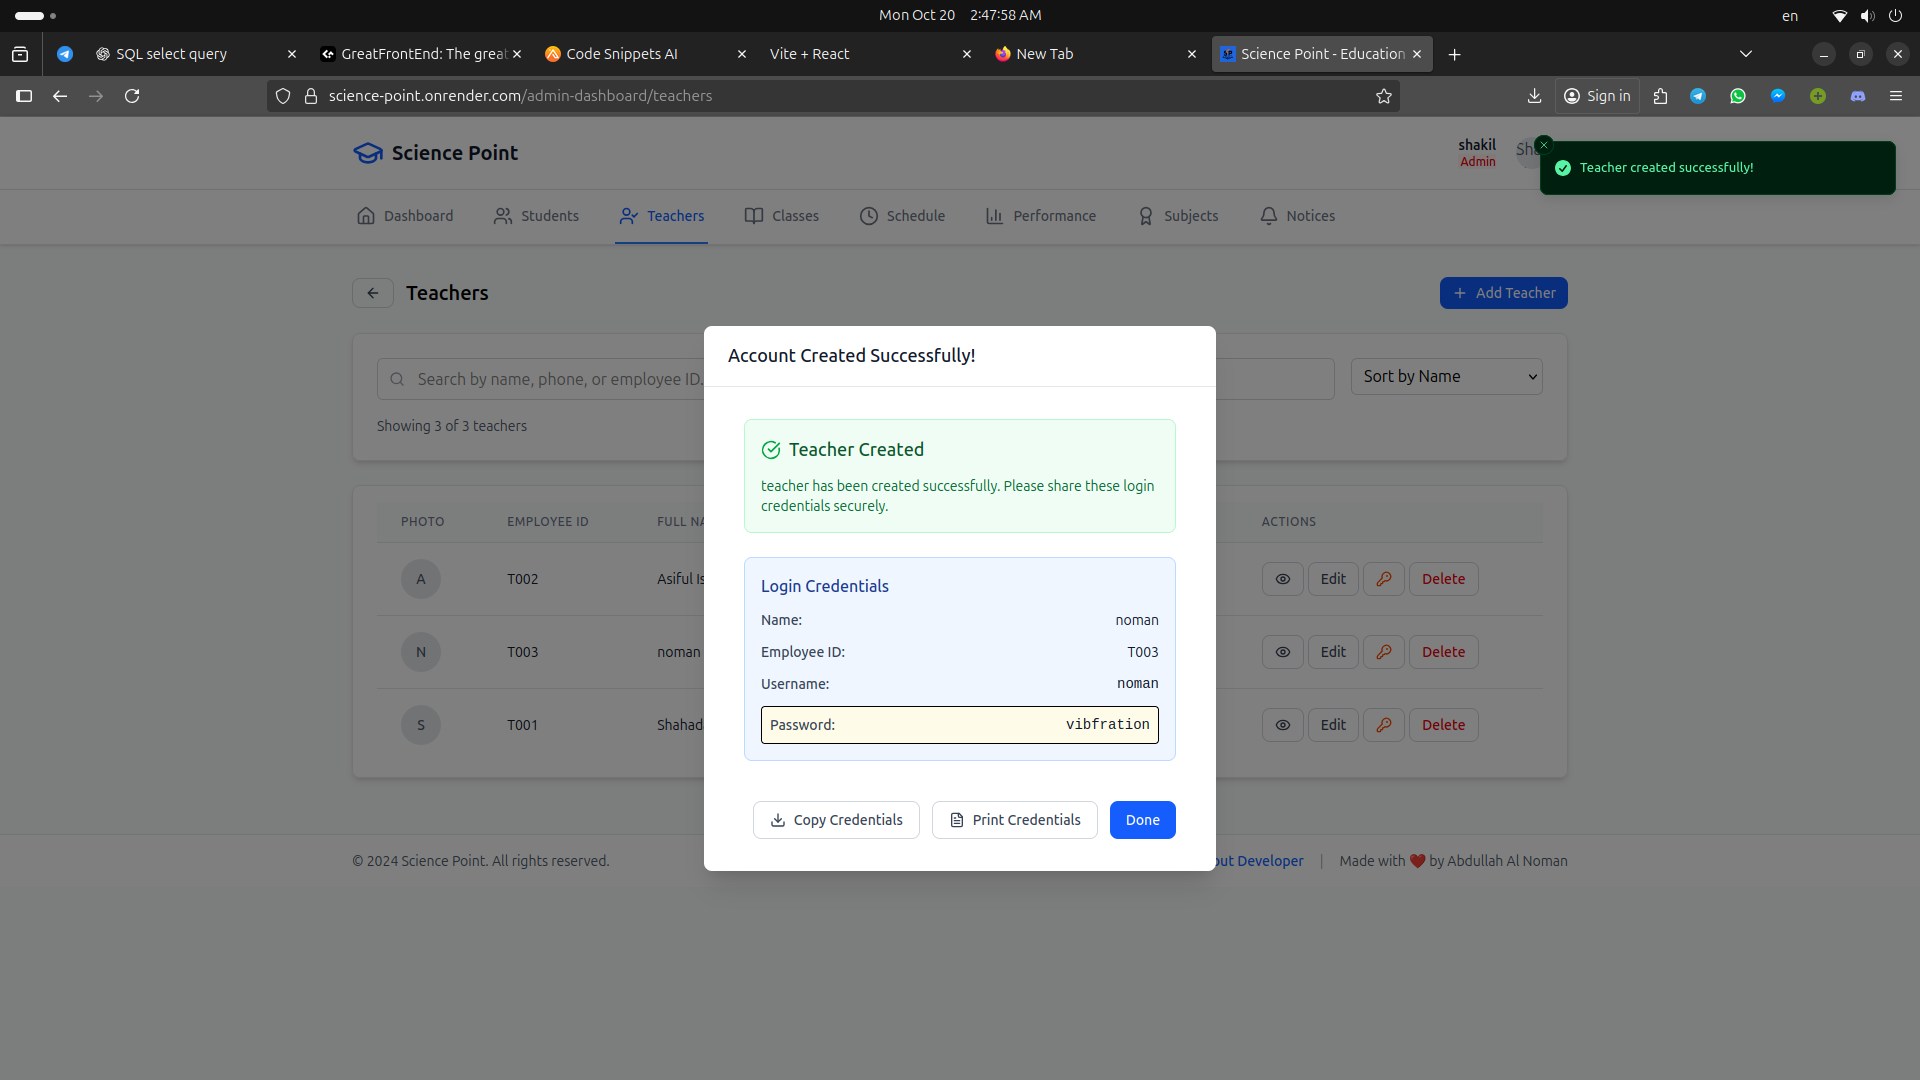 Mon Oct 20 2:47:58 AM
en
SQL select query
GreatFrontEnd: The great
Code Snippets AI
Vite + React
New Tab
Science Point - Education
science-point.onrender.com/admin-dashboard/teachers
Sign in
Science Point
shakil
Admin
Sha
Teacher created successfully!
Dashboard
Students
Teachers
Classes
Schedule
Performance
Subjects
Notices
Teachers
Add Teacher
Search by name, phone, or employee ID.
Sort by Name
Showing 3 of 3 teachers
PHOTO EMPLOYEE ID FULL NA ACTIONS
A T002 Asiful Is Edit Delete
N T003 noman Edit Delete
S T001 Shahad Edit Delete
Account Created Successfully!
Teacher Created
teacher has been created successfully. Please share these login
credentials securely.
Login Credentials
Name: noman
Employee ID: T003
Username: noman
Password: vibfration
Copy Credentials
Print Credentials
Done
© 2024 Science Point. All rights reserved.
out Developer | Made with ❤️ by Abdullah Al Noman